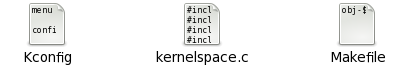 menu
confi
Kconfig
#incl
#incl
#incl
#incl
kernelspace.c
obj-$
Makefile